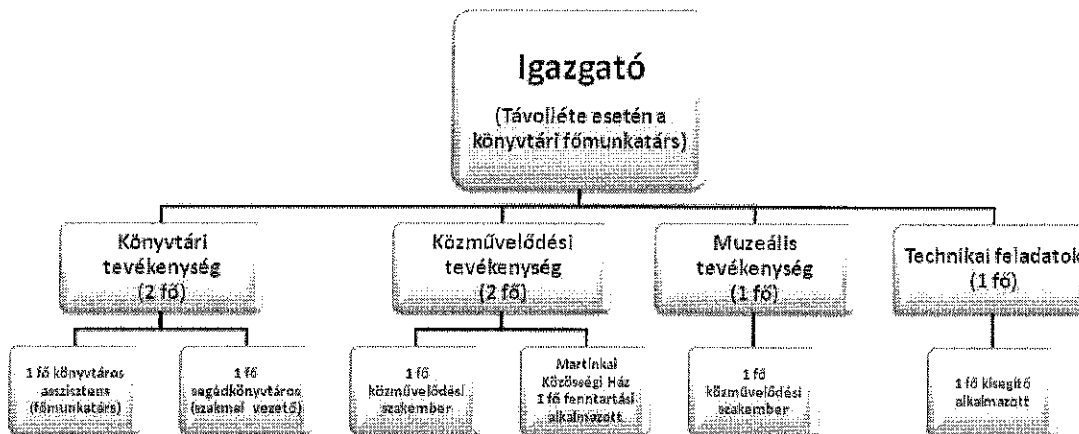 Igazgató
(Távolléte esetén a
könyvtári főmunkatárs)
Könyvtári
tevékenység
(2 fő)
Közművelődési
tevékenység
(2 fő)
Muzeális
tevékenység
(1 fő)
Technikai feladatok
(1 fő)
1 fő könyvtáros
asszisztens
(főmunkatárs)
1 fő
segédkönyvtáros
(szakmai vezető)
1 fő
közművelődési
szakember
Martinkai
Közösségi Ház
1 fő fenntartási
alkalmazott
1 fő
közművelődési
szakember
1 fő kisegítő
alkalmazott